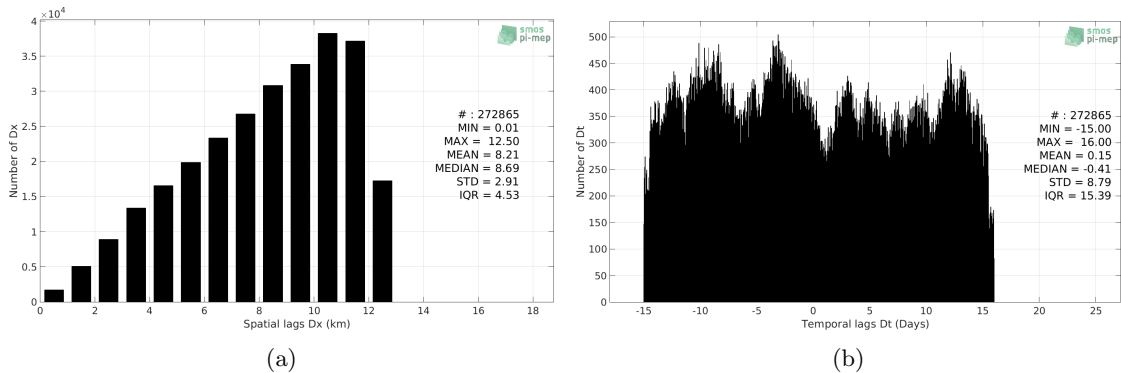 ×10⁴
4
3.5
3
2.5
2
1.5
1
0.5
0
Number of Dx
0 2 4 6 8 10 12 14 16 18
Spatial lags Dx (km)
smos
pi-mep
# : 272865
MIN = 0.01
MAX = 12.50
MEAN = 8.21
MEDIAN = 8.69
STD = 2.91
IQR = 4.53
(a)
500
450
400
350
300
250
200
150
100
50
0
Number of Dt
-15 -10 -5 0 5 10 15 20 25
Temporal lags Dt (Days)
smos
pi-mep
# : 272865
MIN = -15.00
MAX = 16.00
MEAN = 0.15
MEDIAN = -0.41
STD = 8.79
IQR = 15.39
(b)